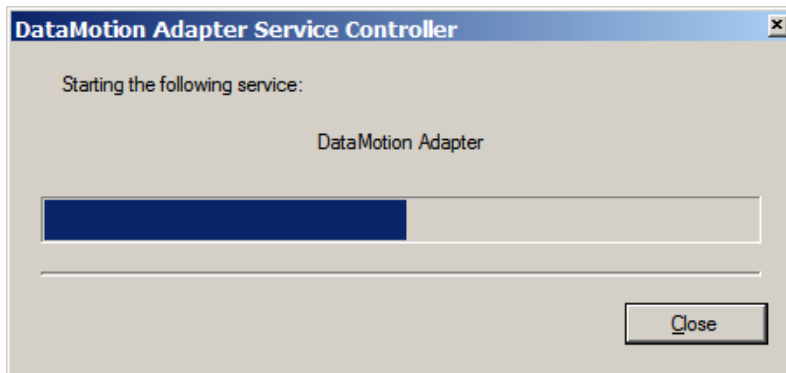 DataMotion Adapter Service Controller
Starting the following service:
DataMotion Adapter
Close